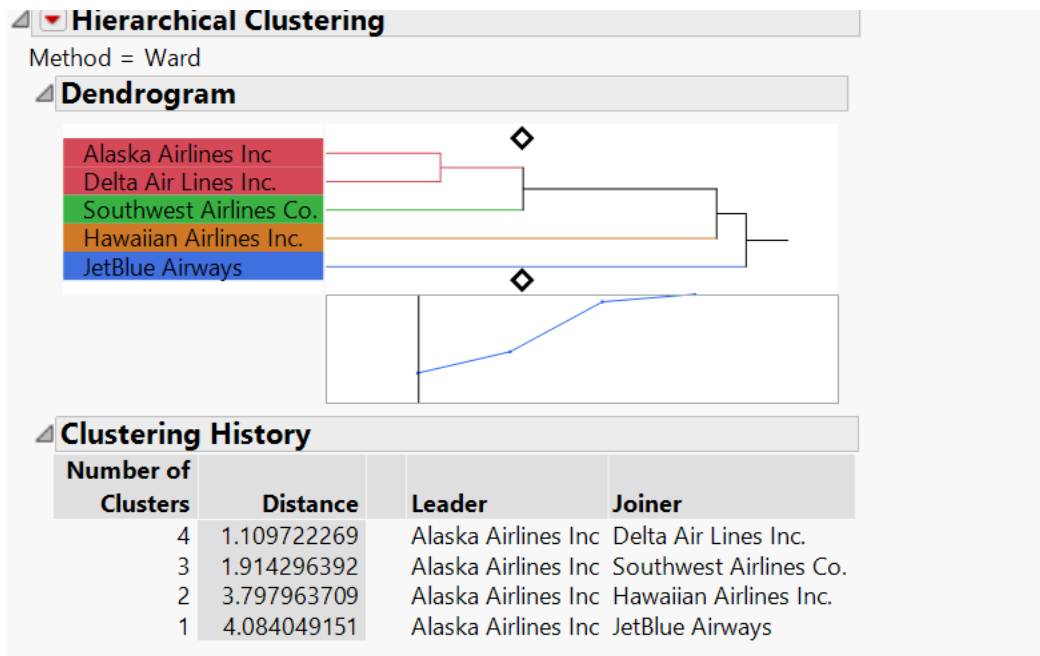 Hierarchical Clustering
Method = Ward
Dendrogram
Alaska Airlines Inc
Delta Air Lines Inc.
Southwest Airlines Co.
Hawaiian Airlines Inc.
JetBlue Airways
Clustering History
Number of
Clusters Distance Leader Joiner
4 1.109722269 Alaska Airlines Inc Delta Air Lines Inc.
3 1.914296392 Alaska Airlines Inc Southwest Airlines Co.
2 3.797963709 Alaska Airlines Inc Hawaiian Airlines Inc.
1 4.084049151 Alaska Airlines Inc JetBlue Airways